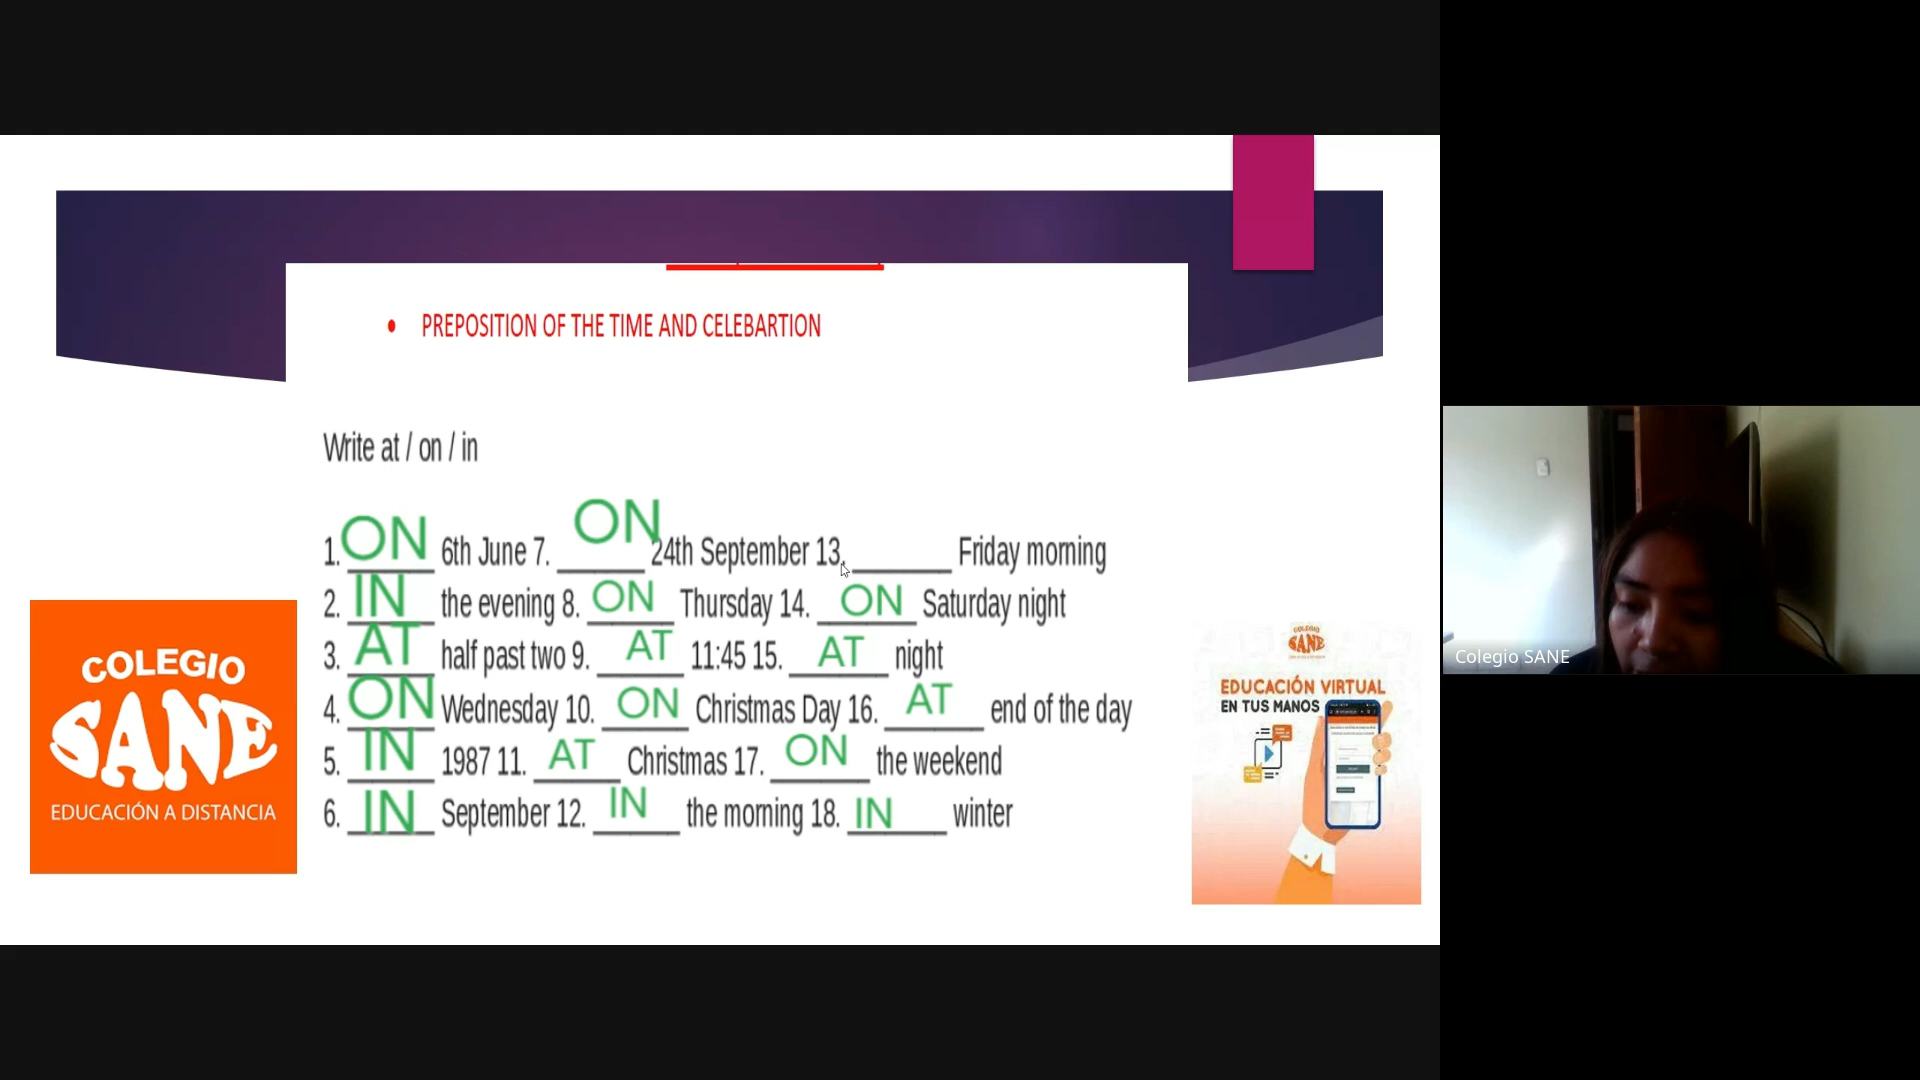 PREPOSITION OF THE TIME AND CELEBARTION
Write at / on / in
1. ON 6th June 7. ON 24th September 13. ________ Friday morning
2. IN the evening 8. ON Thursday 14. ON Saturday night
3. AT half past two 9. AT 11:45 15. AT night
4. ON Wednesday 10. ON Christmas Day 16. AT end of the day
5. IN 1987 11. AT Christmas 17. ON the weekend
6. IN September 12. IN the morning 18. IN winter
COLEGIO
SANE
EDUCACIÓN A DISTANCIA
COLEGIO
SANE
EDUCACIÓN VIRTUAL
EN TUS MANOS
Colegio SANE